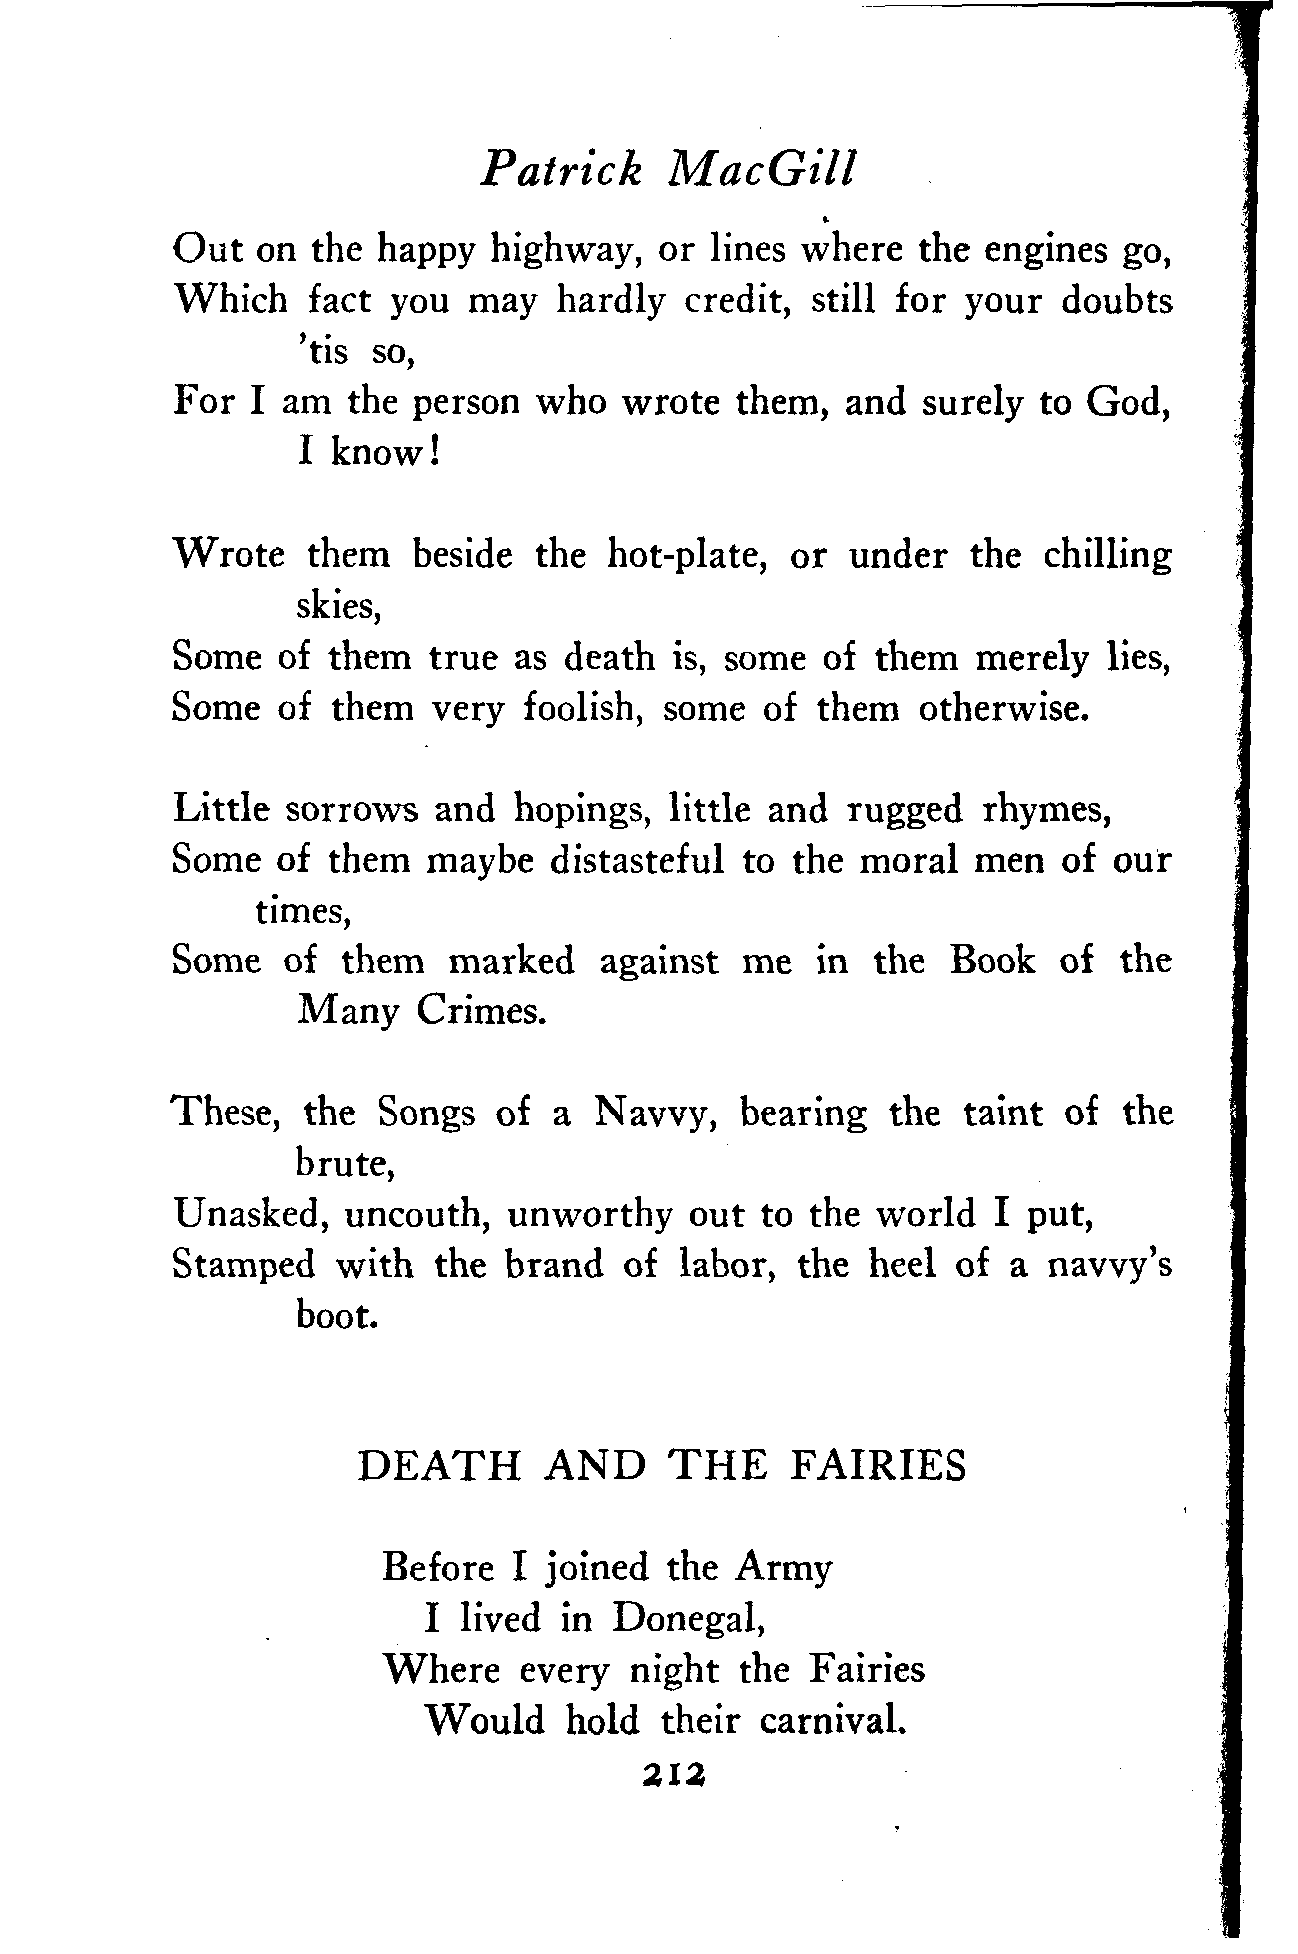 Patrick MacGill
Out on the happy highway, or lines where the engines go,
Which fact you may hardly credit, still for your doubts
'tis so,
For I am the person who wrote them, and surely to God,
I know!
Wrote them beside the hot-plate, or under the chilling
skies,
Some of them true as death is, some of them merely lies,
Some of them very foolish, some of them otherwise.
Little sorrows and hopings, little and rugged rhymes,
Some of them maybe distasteful to the moral men of our
times,
Some of them marked against me in the Book of the
Many Crimes.
These, the Songs of a Navvy, bearing the taint of the
brute,
Unasked, uncouth, unworthy out to the world I put,
Stamped with the brand of labor, the heel of a navvy's
boot.
DEATH AND THE FAIRIES
Before I joined the Army
I lived in Donegal,
Where every night the Fairies
Would hold their carnival.
212